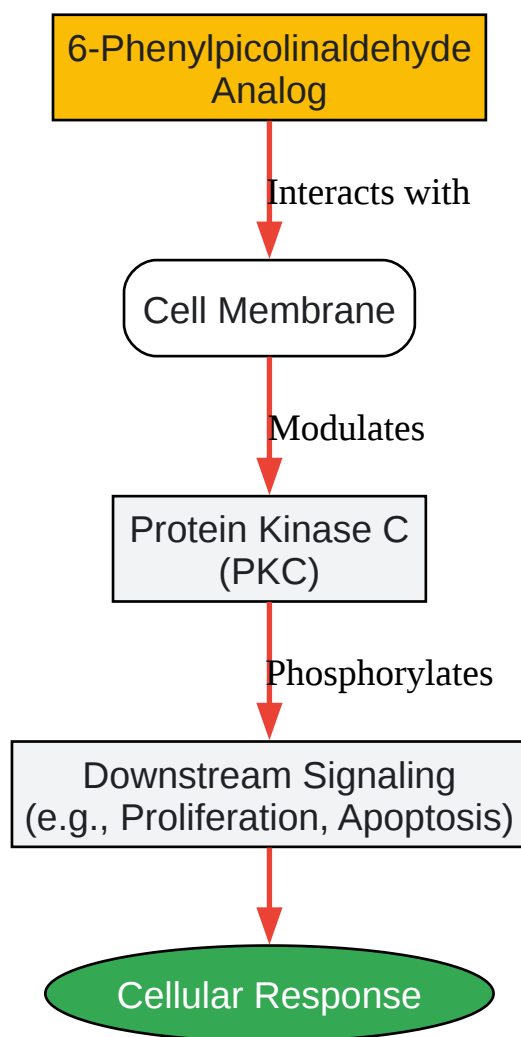 6-Phenylpicolinaldehyde
Analog
Interacts with
Cell Membrane
Modulates
Protein Kinase C
(PKC)
Phosphorylates
Downstream Signaling
(e.g., Proliferation, Apoptosis)
Cellular Response